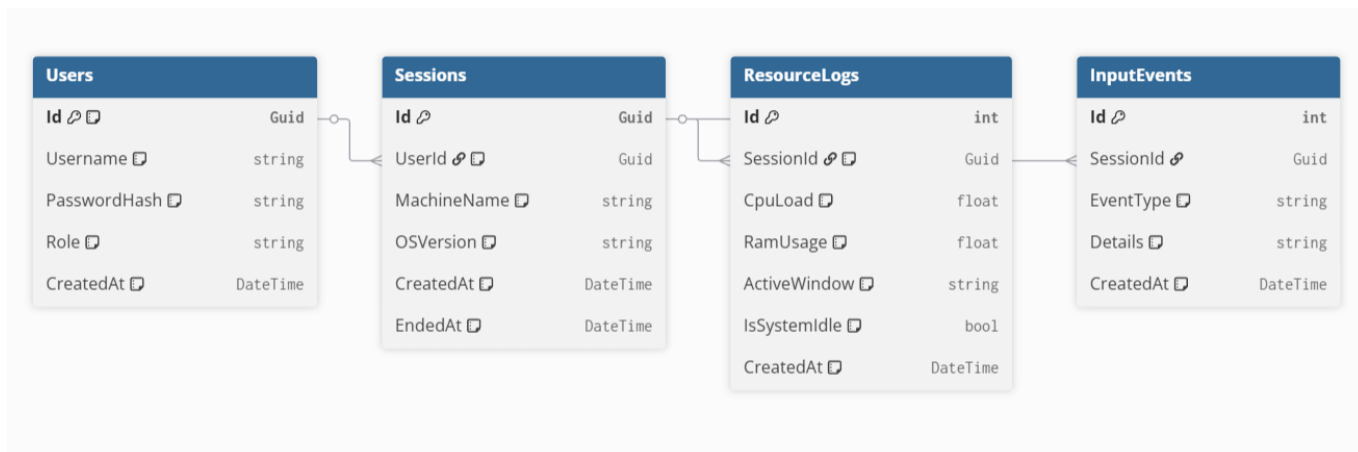 Users
Id Guid
Username string
PasswordHash string
Role string
CreatedAt DateTime
Sessions
Id Guid
UserId Guid
MachineName string
OSVersion string
CreatedAt DateTime
EndedAt DateTime
ResourceLogs
Id int
SessionId Guid
CpuLoad float
RamUsage float
ActiveWindow string
IsSystemIdle bool
CreatedAt DateTime
InputEvents
Id int
SessionId Guid
EventType string
Details string
CreatedAt DateTime